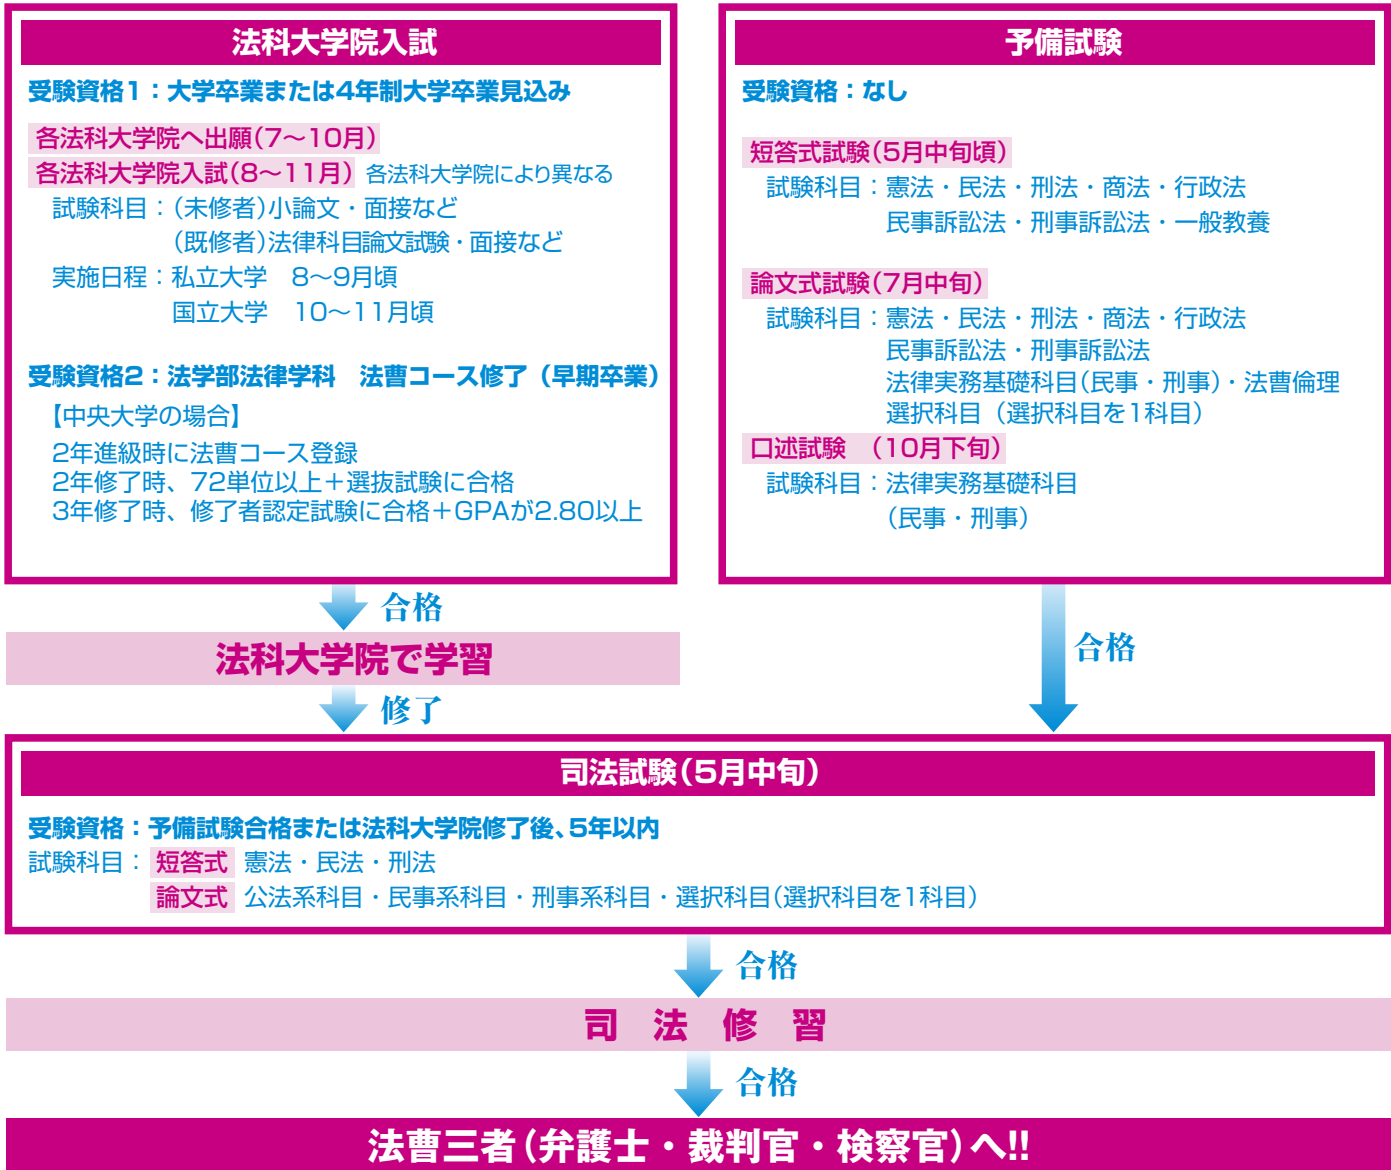 法科大学院入試
受験資格1：大学卒業または4年制大学卒業見込み
各法科大学院へ出願(7〜10月)
各法科大学院入試(8〜11月) 各法科大学院により異なる
試験科目：(未修者)小論文・面接など
(既修者)法律科目論文試験・面接など
実施日程：私立大学　8〜9月頃
国立大学　10〜11月頃
受験資格2：法学部法律学科　法曹コース修了（早期卒業）
【中央大学の場合】
2年進級時に法曹コース登録
2年修了時、72単位以上＋選抜試験に合格
3年修了時、修了者認定試験に合格＋GPAが2.80以上
予備試験
受験資格：なし
短答式試験(5月中旬頃)
試験科目：憲法・民法・刑法・商法・行政法
民事訴訟法・刑事訴訟法・一般教養
論文式試験(7月中旬)
試験科目：憲法・民法・刑法・商法・行政法
民事訴訟法・刑事訴訟法
法律実務基礎科目(民事・刑事)・法曹倫理
選択科目（選択科目を1科目）
口述試験　(10月下旬)
試験科目：法律実務基礎科目
（民事・刑事）
合格
法科大学院で学習
修了
合格
司法試験(5月中旬)
受験資格：予備試験合格または法科大学院修了後、5年以内
試験科目： 短答式 憲法・民法・刑法
論文式 公法系科目・民事系科目・刑事系科目・選択科目(選択科目を1科目)
合格
司　法　修　習
合格
法曹三者(弁護士・裁判官・検察官)へ!!